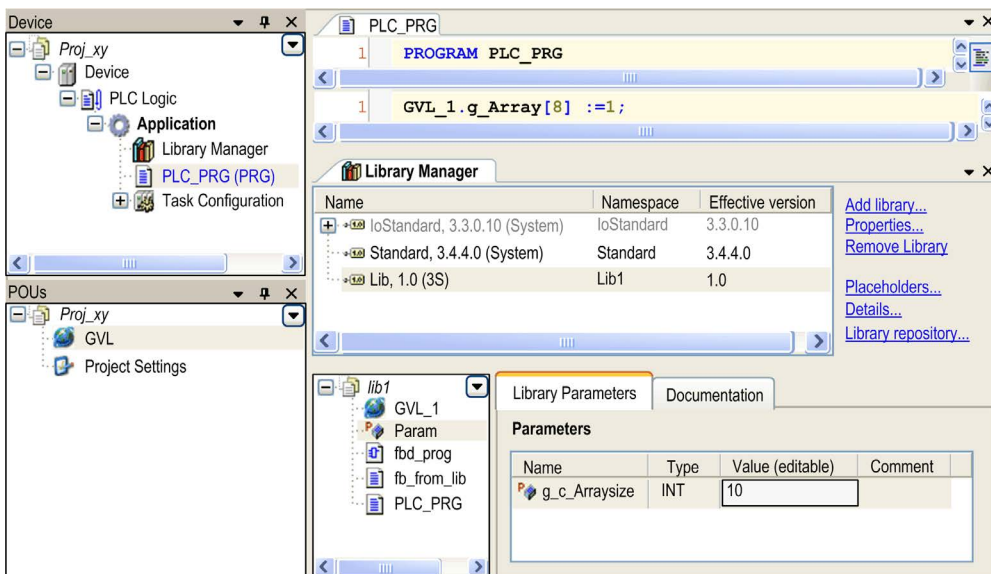 Device
Proj_xy
Device
PLC Logic
Application
Library Manager
PLC_PRG (PRG)
Task Configuration
POUs
Proj_xy
GVL
Project Settings
PLC_PRG
1 PROGRAM PLC_PRG
1 GVL_1.g_Array[8] :=1;
Library Manager
Name Namespace Effective version
IoStandard, 3.3.0.10 (System) IoStandard 3.3.0.10
Standard, 3.4.4.0 (System) Standard 3.4.4.0
Lib, 1.0 (3S) Lib1 1.0
Add library...
Properties...
Remove Library
Placeholders...
Details...
Library repository...
lib1
GVL_1
Param
fbd_prog
fb_from_lib
PLC_PRG
Library Parameters Documentation
Parameters
Name Type Value (editable) Comment
g_c_Arraysize INT 10